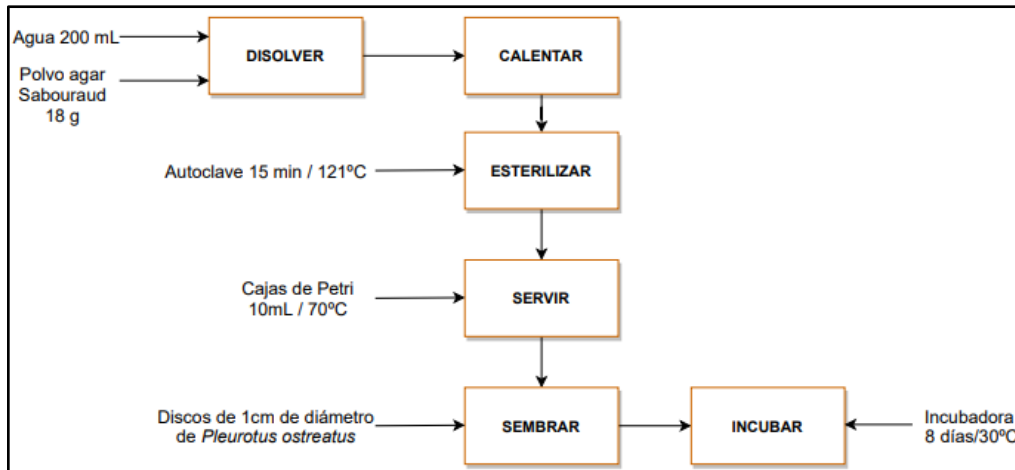 Agua 200 mL
DISOLVER
CALENTAR
Polvo agar
Sabouraud
18 g
Autoclave 15 min / 121ºC
ESTERILIZAR
Cajas de Petri
10mL / 70ºC
SERVIR
Discos de 1cm de diámetro
de Pleurotus ostreatus
SEMBRAR
INCUBAR
Incubadora
8 días/30ºC